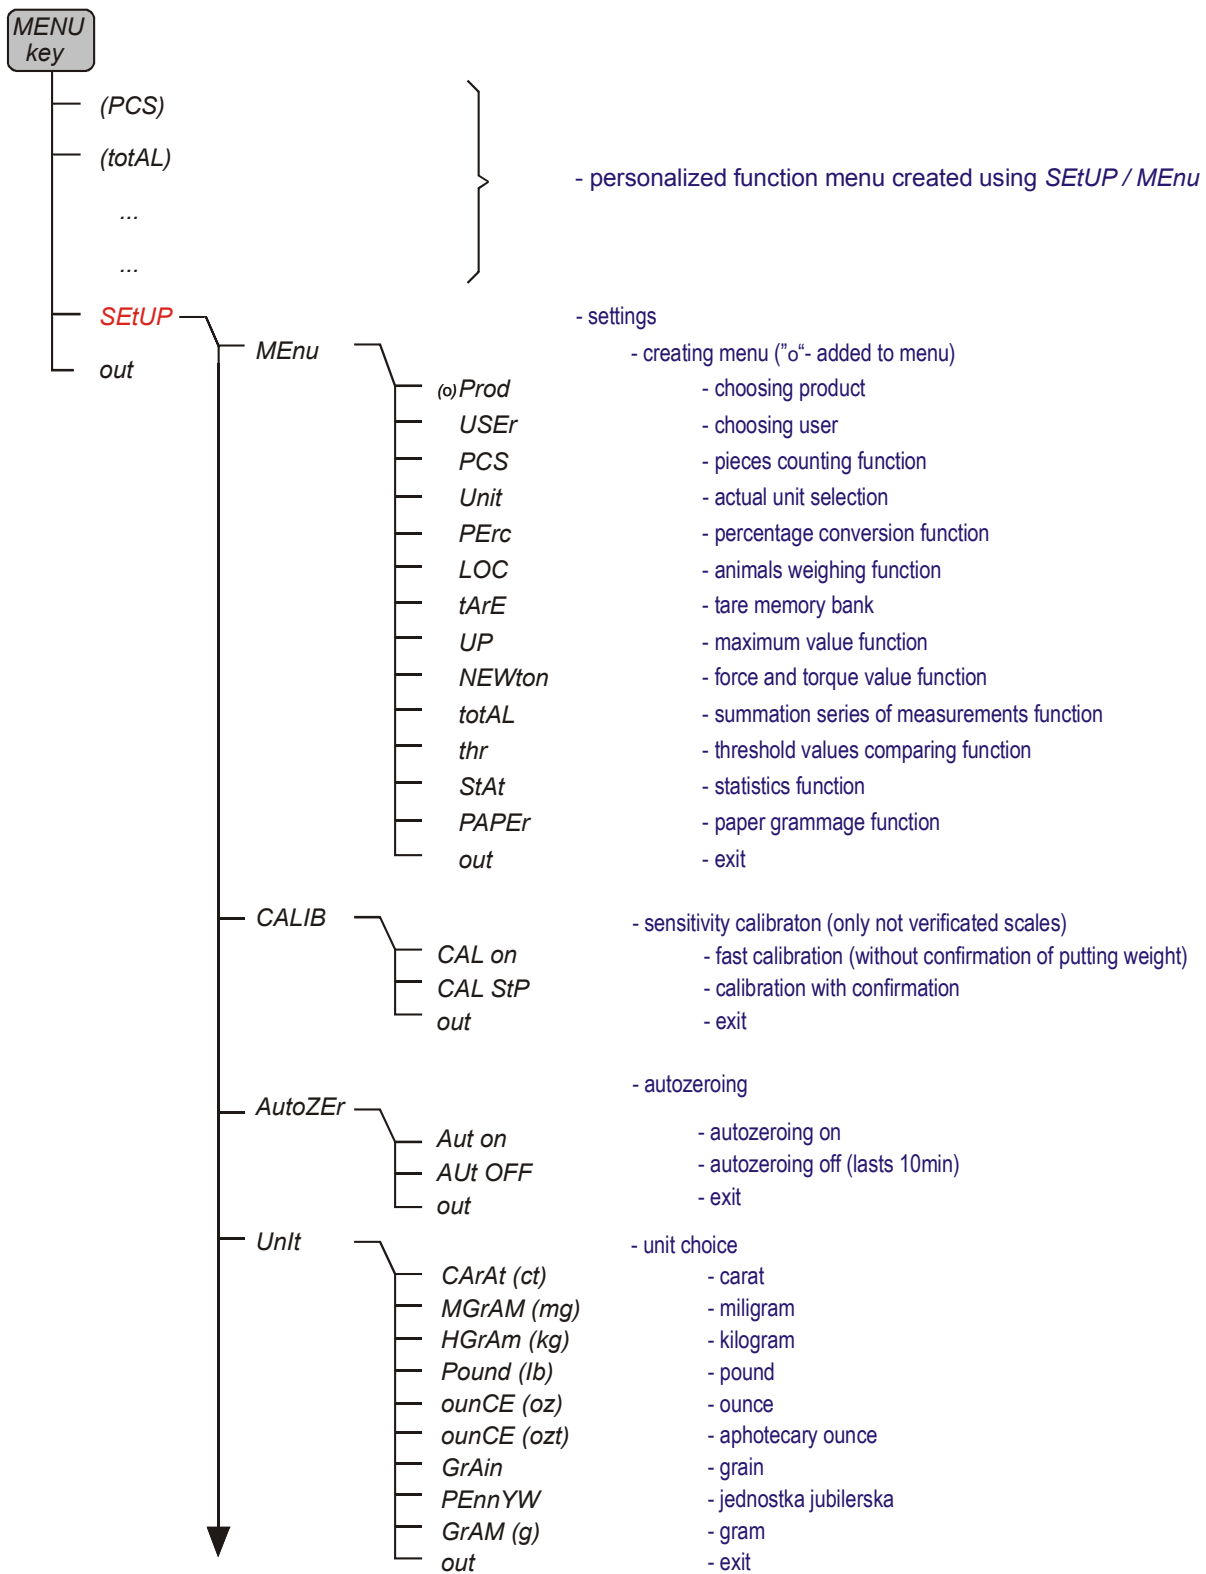 MENU
key
(PCS)
(totAL)
- personalized function menu created using SEtUP / MEnu
...
...
SEtUP - settings
MEnu - creating menu ("o"- added to menu)
out
(o) Prod - choosing product
USEr - choosing user
PCS - pieces counting function
Unit - actual unit selection
PErc - percentage conversion function
LOC - animals weighing function
tArE - tare memory bank
UP - maximum value function
NEWton - force and torque value function
totAL - summation series of measurements function
thr - threshold values comparing function
StAt - statistics function
PAPEr - paper grammage function
out - exit
CALIB - sensitivity calibraton (only not verificated scales)
CAL on - fast calibration (without confirmation of putting weight)
CAL StP - calibration with confirmation
out - exit
AutoZEr - autozeroing
Aut on - autozeroing on
AUt OFF - autozeroing off (lasts 10min)
out - exit
UnIt - unit choice
CArAt (ct) - carat
MGrAM (mg) - miligram
HGrAm (kg) - kilogram
Pound (lb) - pound
ounCE (oz) - ounce
ounCE (ozt) - aphotecary ounce
GrAin - grain
PEnnYW - jednostka jubilerska
GrAM (g) - gram
out - exit